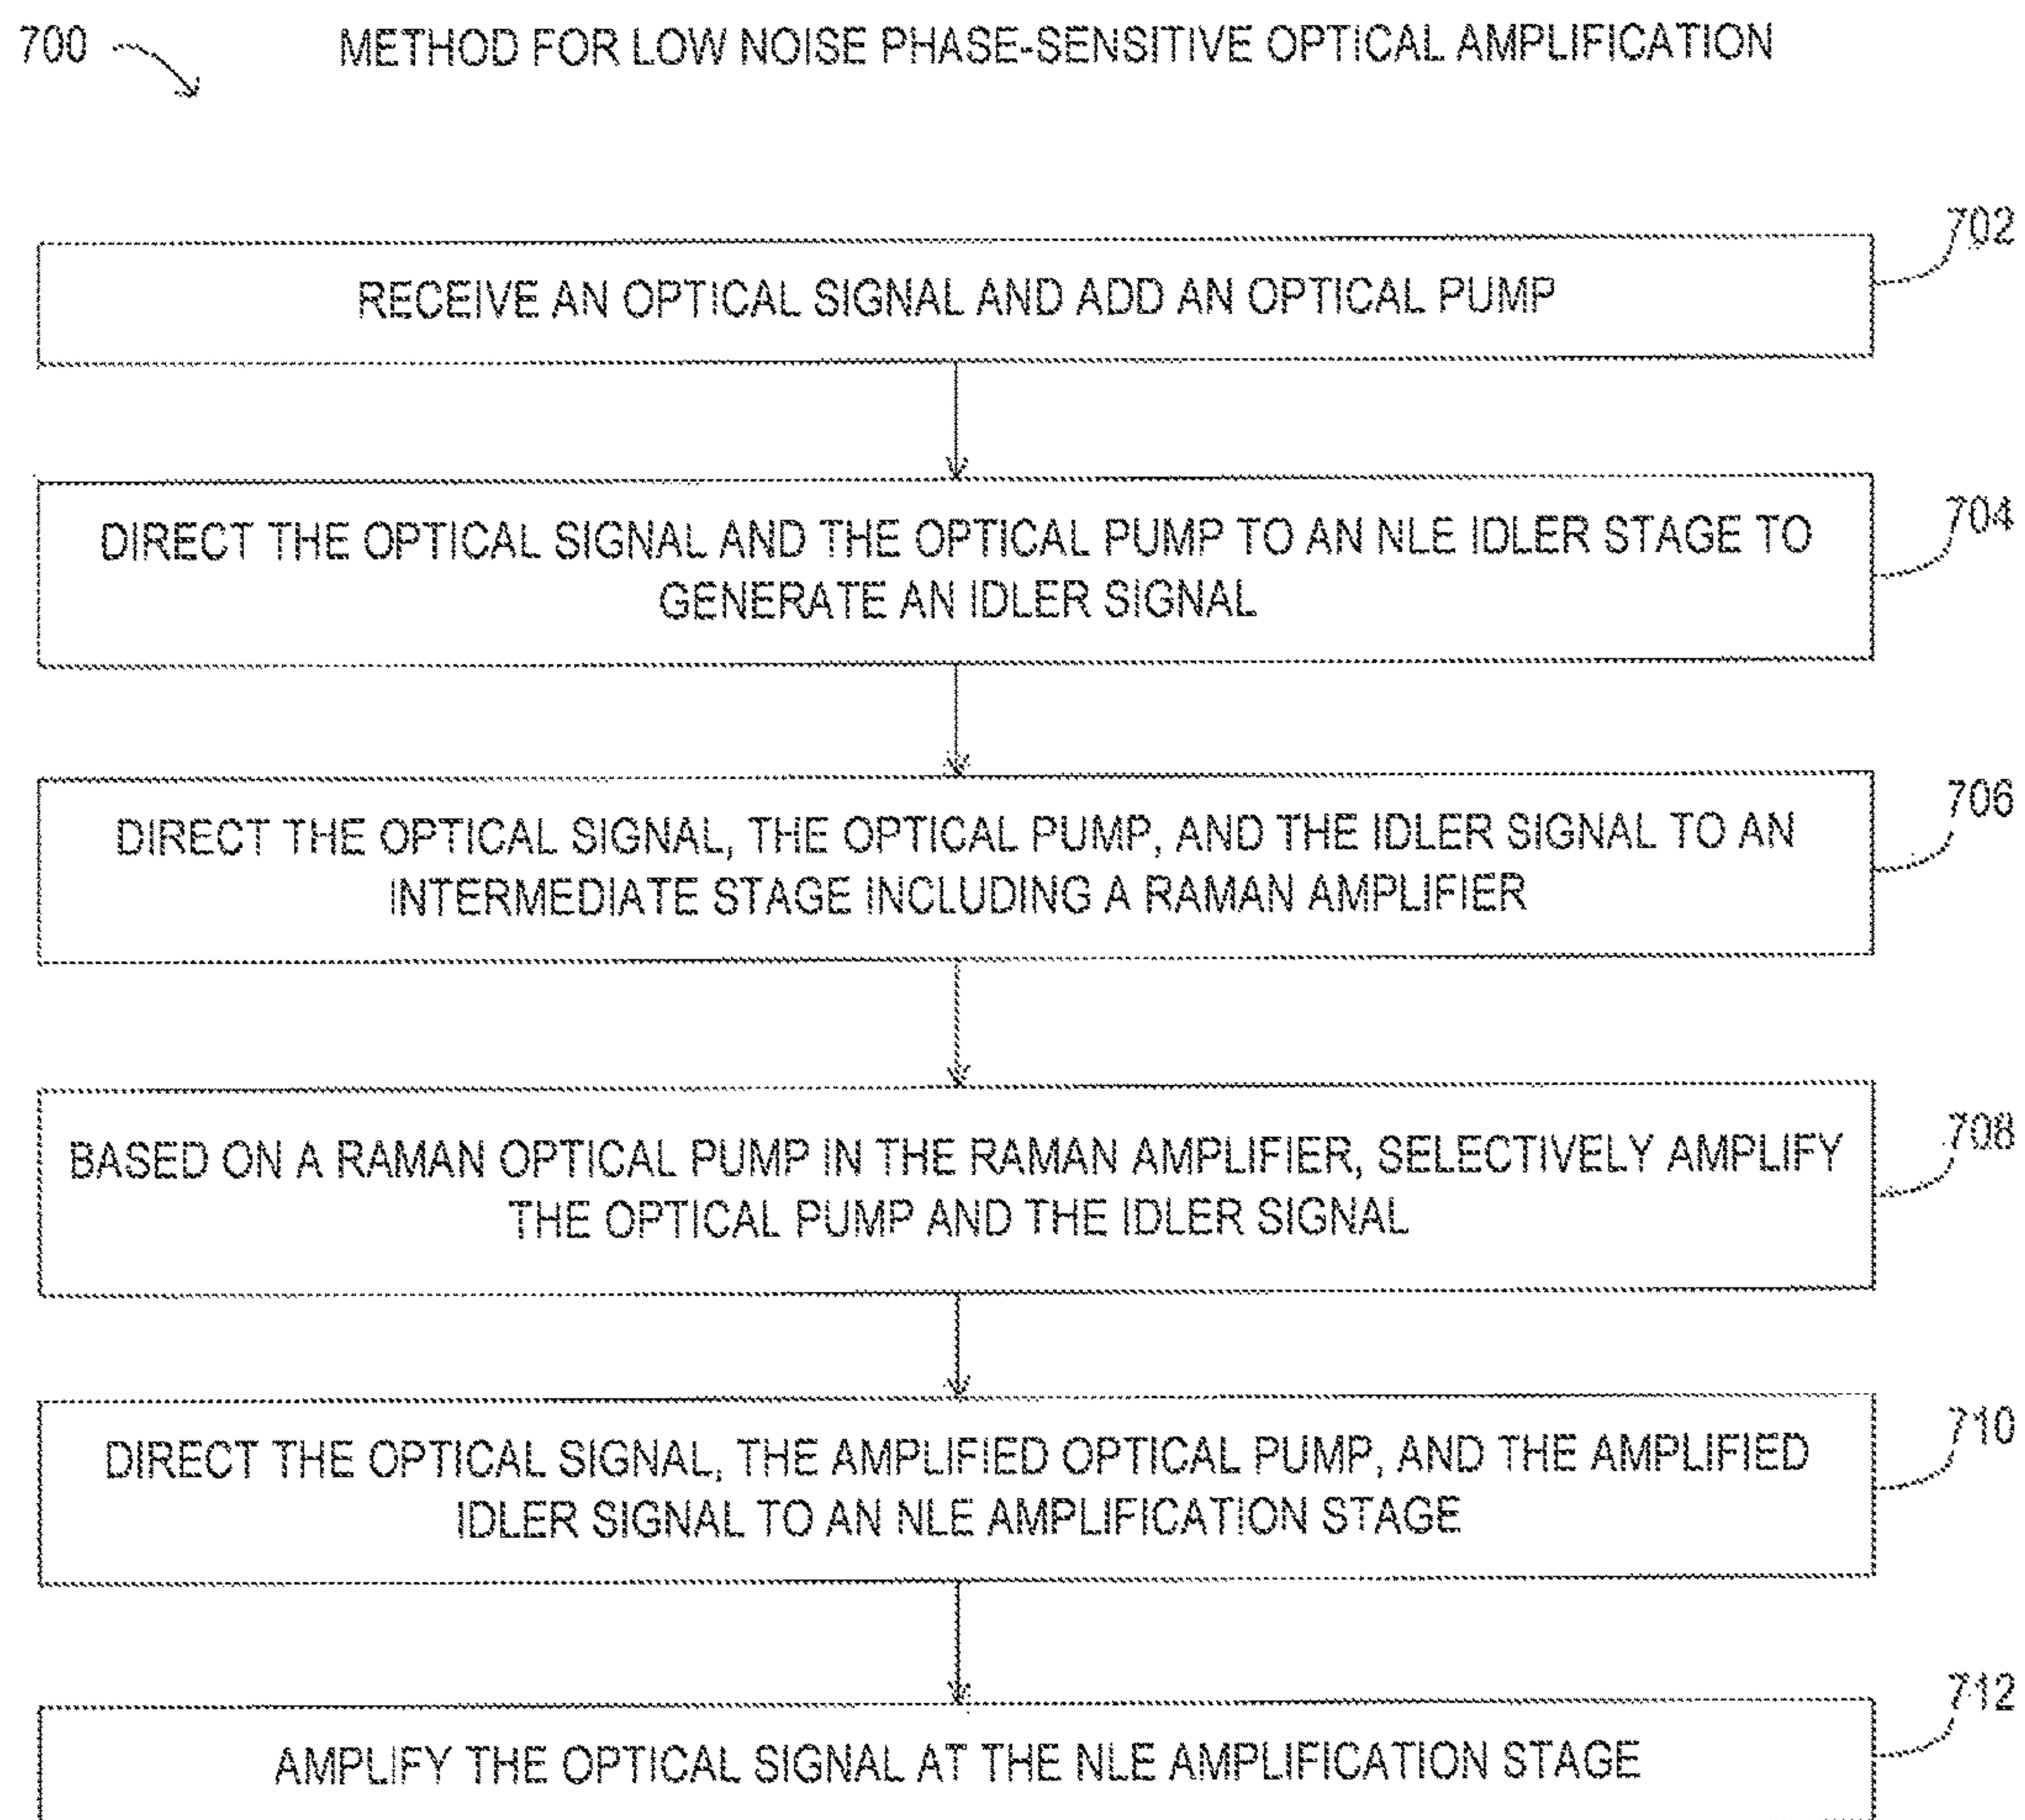 700
METHOD FOR LOW NOISE PHASE-SENSITIVE OPTICAL AMPLIFICATION
702
RECEIVE AN OPTICAL SIGNAL AND ADD AN OPTICAL PUMP
704
DIRECT THE OPTICAL SIGNAL AND THE OPTICAL PUMP TO AN NLE IDLER STAGE TO
GENERATE AN IDLER SIGNAL
706
DIRECT THE OPTICAL SIGNAL, THE OPTICAL PUMP, AND THE IDLER SIGNAL TO AN
INTERMEDIATE STAGE INCLUDING A RAMAN AMPLIFIER
708
BASED ON A RAMAN OPTICAL PUMP IN THE RAMAN AMPLIFIER, SELECTIVELY AMPLIFY
THE OPTICAL PUMP AND THE IDLER SIGNAL
710
DIRECT THE OPTICAL SIGNAL, THE AMPLIFIED OPTICAL PUMP, AND THE AMPLIFIED
IDLER SIGNAL TO AN NLE AMPLIFICATION STAGE
712
AMPLIFY THE OPTICAL SIGNAL AT THE NLE AMPLIFICATION STAGE